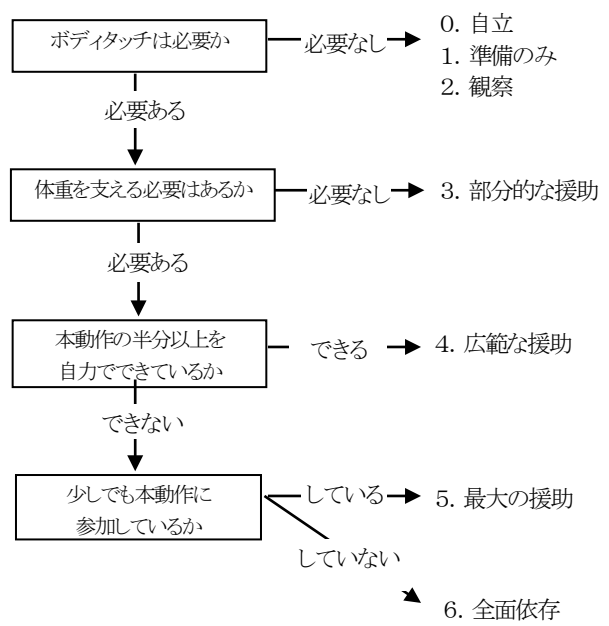 ボディタッチは必要か
必要なし
0. 自立
1. 準備のみ
2. 観察
必要ある
体重を支える必要はあるか
必要なし
3. 部分的な援助
必要ある
本動作の半分以上を
自力でできているか
できる
4. 広範な援助
できない
少しでも本動作に
参加しているか
している
5. 最大の援助
していない
6. 全面依存